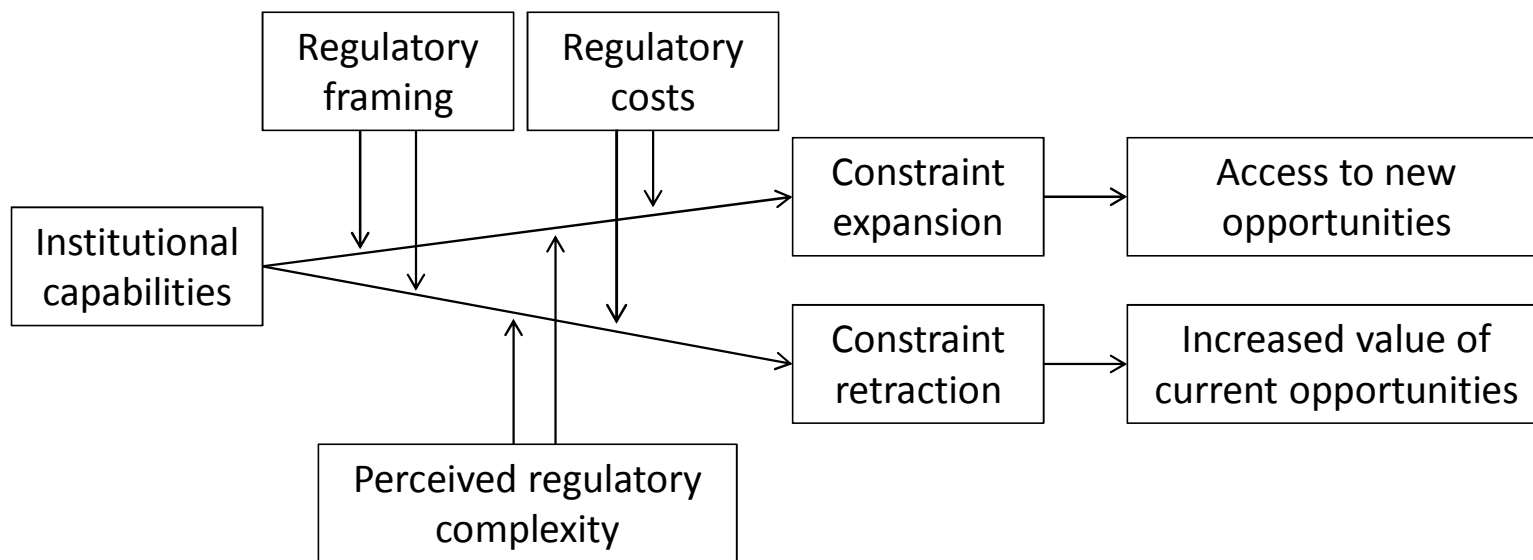 Regulatory
framing
Regulatory
costs
Constraint
expansion
Access to new
opportunities
Institutional
capabilities
Constraint
retraction
Increased value of
current opportunities
Perceived regulatory
complexity